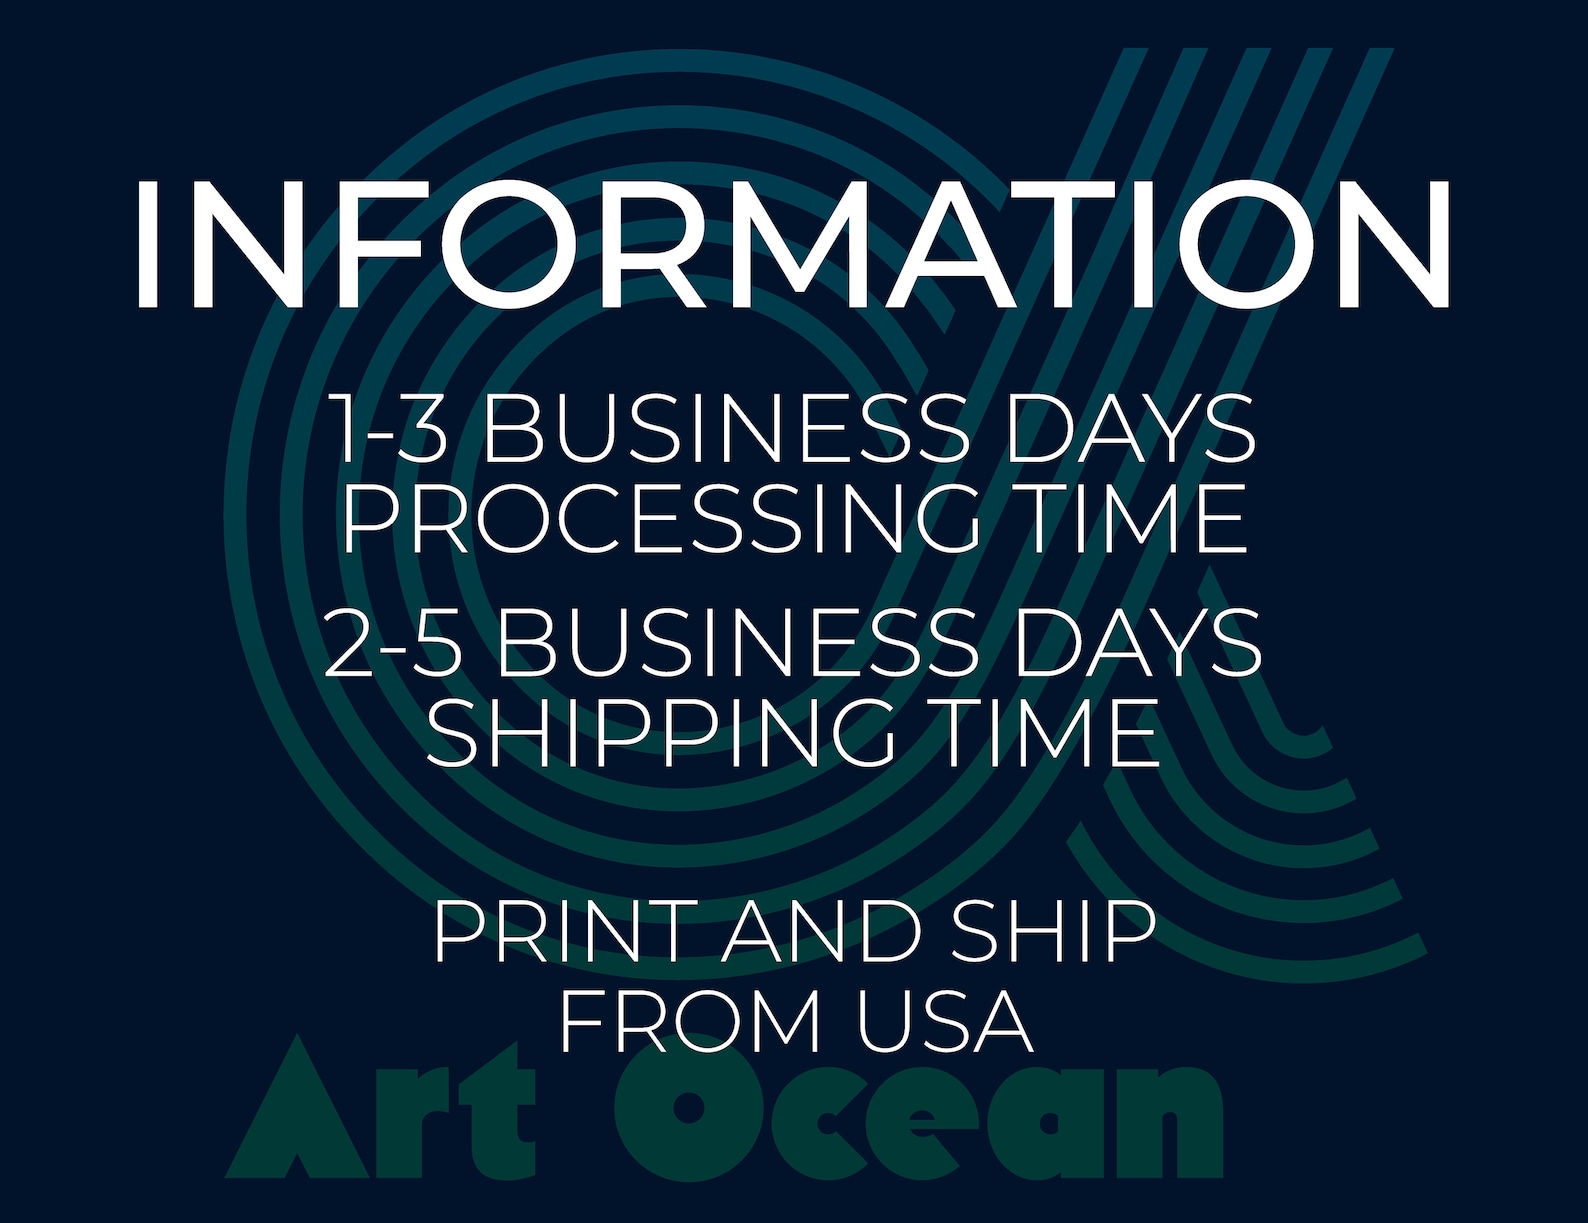 INFORMATION
1-3 BUSINESS DAYS
PROCESSING TIME
2-5 BUSINESS DAYS
SHIPPING TIME
PRINT AND SHIP
FROM USA
Art Ocean